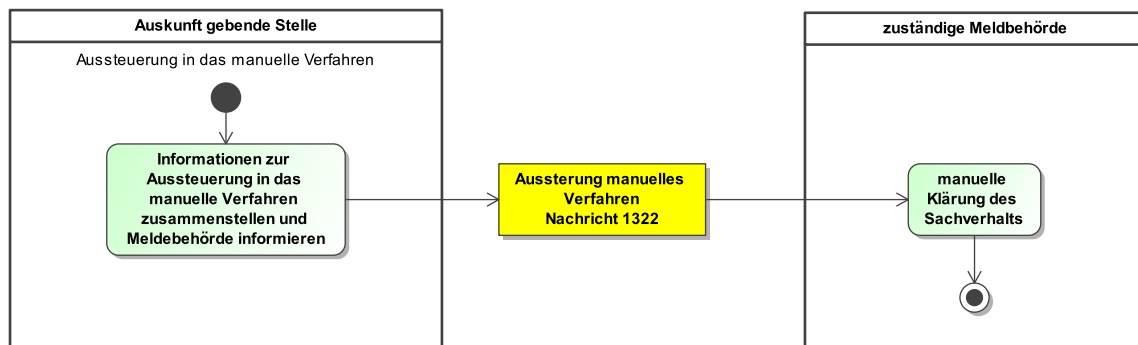 Auskunft gebende Stelle
Aussteuerung in das manuelle Verfahren
Informationen zur
Aussteuerung in das
manuelle Verfahren
zusammenstellen und
Meldebehörde informieren
Aussterung manuelles
Verfahren
Nachricht 1322
zuständige Meldbehörde
manuelle
Klärung des
Sachverhalts